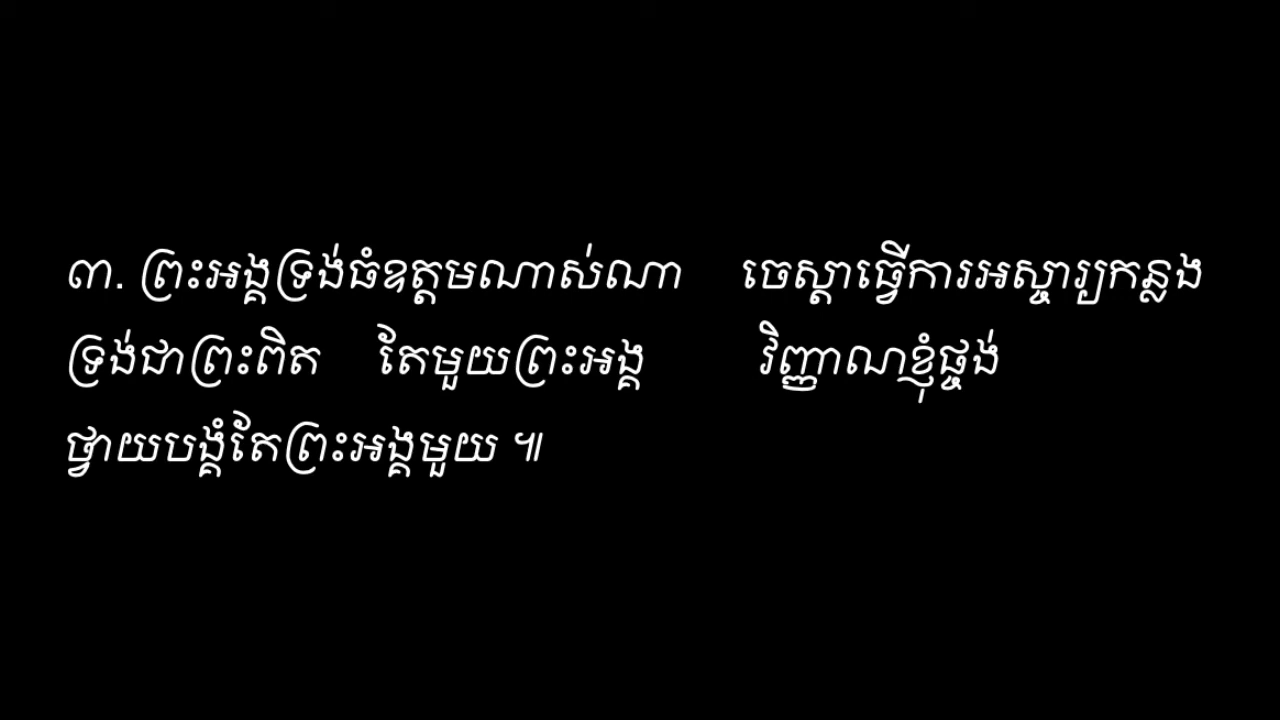 ៣. ព្រះអង្គទ្រង់ធំឧត្តមណាស់ណា ចេស្តាធ្វើការអស្ចារ្យកន្លង
ទ្រង់ជាព្រះពិត តែមួយព្រះអង្គ វិញ្ញាណខ្ញុំផ្ចង់
ថ្វាយបង្គំតែព្រះអង្គមួយ ៕